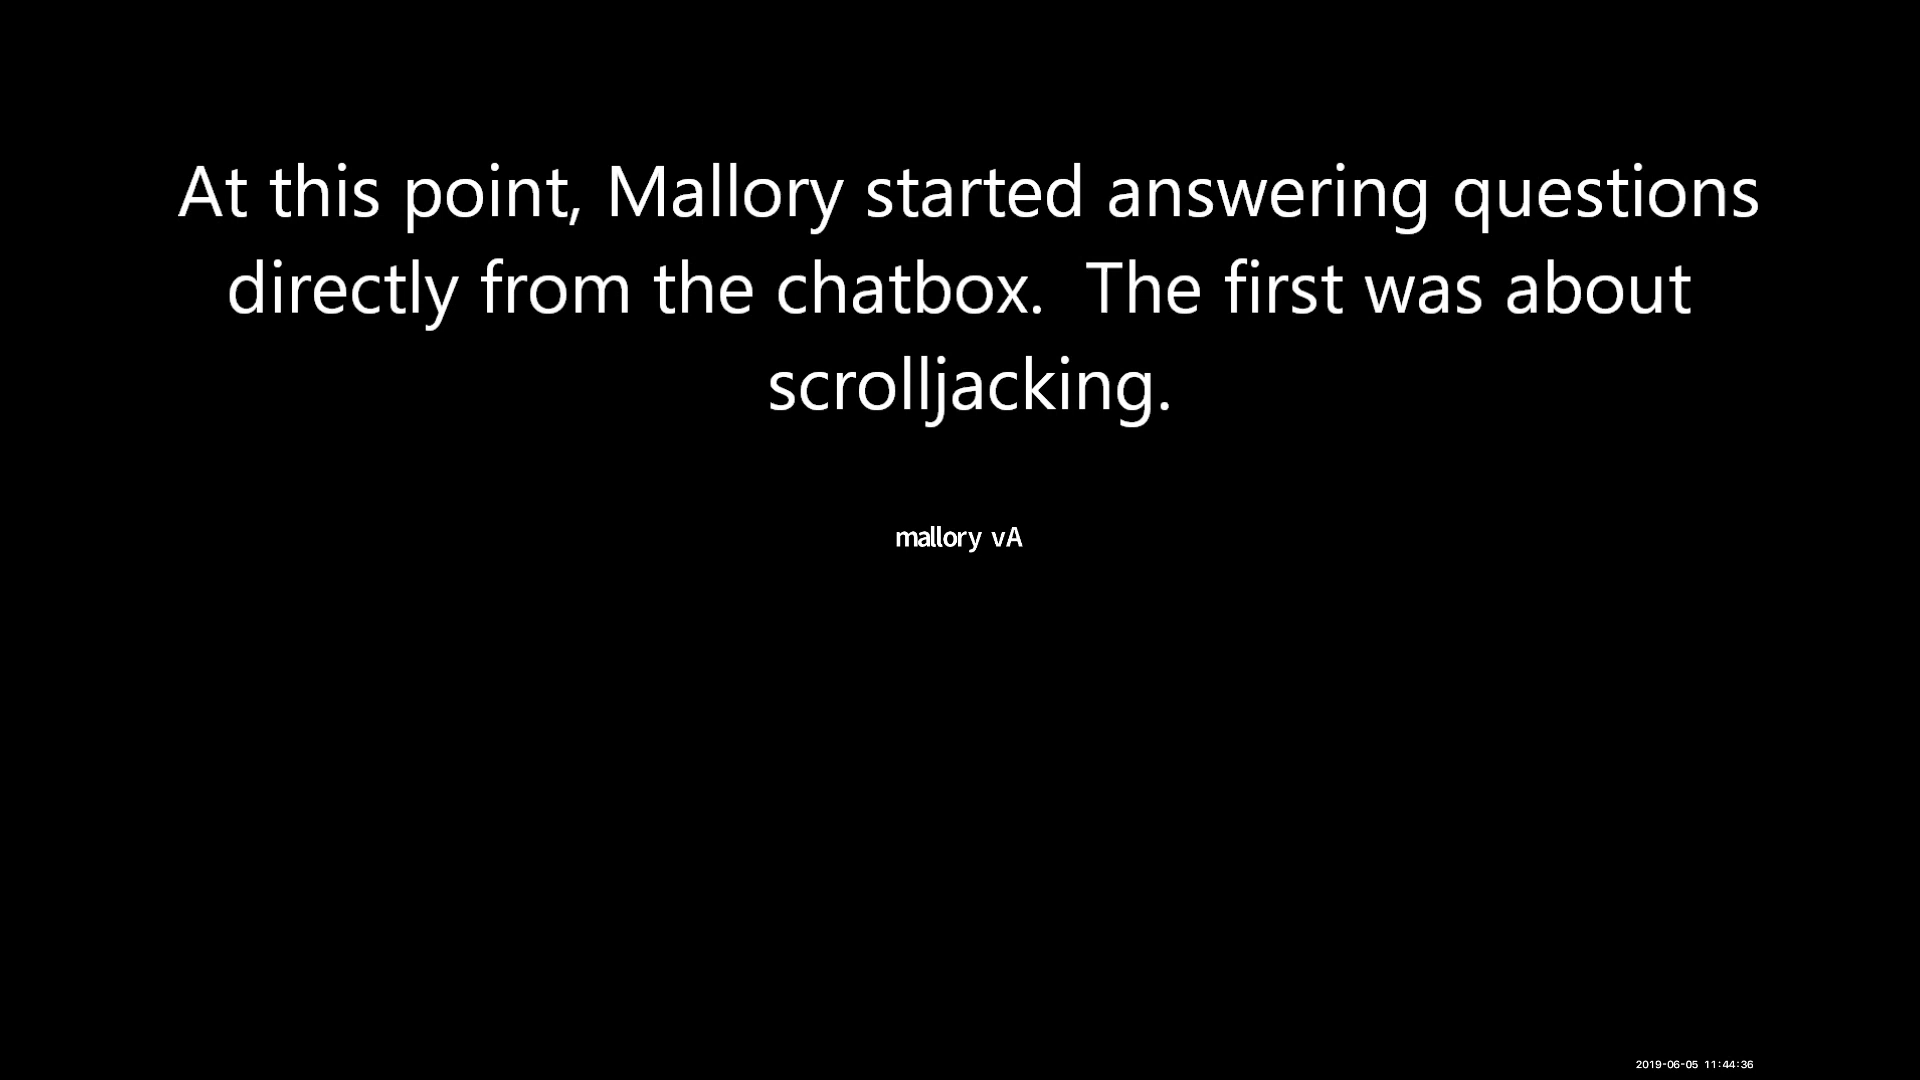 At this point, Mallory started answering questions
directly from the chatbox.  The first was about
scrolljacking.
mallory vA
2019-06-05 11:44:36